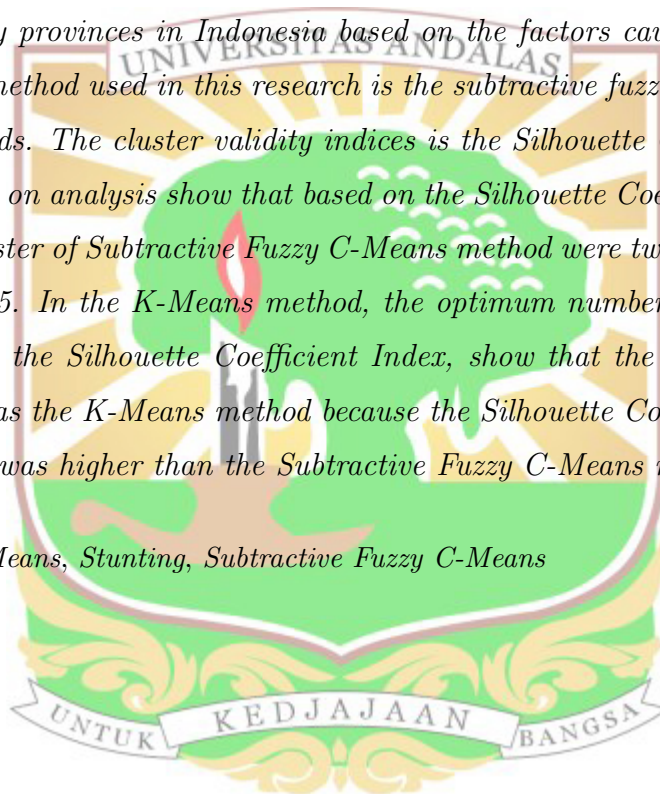 y provinces in Indonesia based on the factors cau
UNIVERSITAS ANDALAS
method used in this research is the subtractive fuzz
ds. The cluster validity indices is the Silhouette
on analysis show that based on the Silhouette Coe
ster of Subtractive Fuzzy C-Means method were tw
5. In the K-Means method, the optimum number
the Silhouette Coefficient Index, show that the
as the K-Means method because the Silhouette Co
was higher than the Subtractive Fuzzy C-Means
Means, Stunting, Subtractive Fuzzy C-Means
UNTUK KEDJAJAAN BANGSA